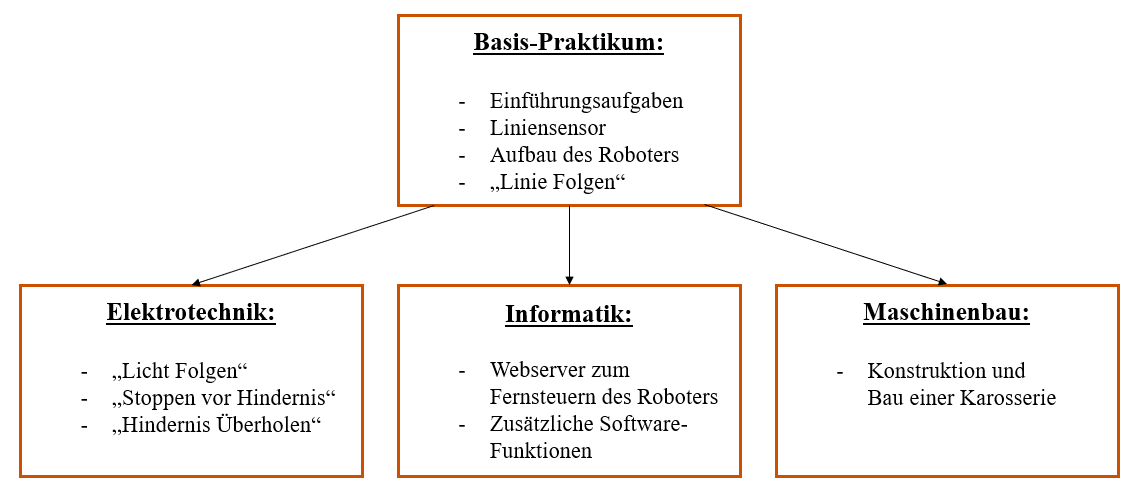 Basis-Praktikum:
- Einführungsaufgaben
- Liniensensor
- Aufbau des Roboters
- „Linie Folgen“
Elektrotechnik:
- „Licht Folgen“
- „Stoppen vor Hindernis“
- „Hindernis Überholen“
Informatik:
- Webserver zum
Fernsteuern des Roboters
- Zusätzliche Software-
Funktionen
Maschinenbau:
- Konstruktion und
Bau einer Karosserie